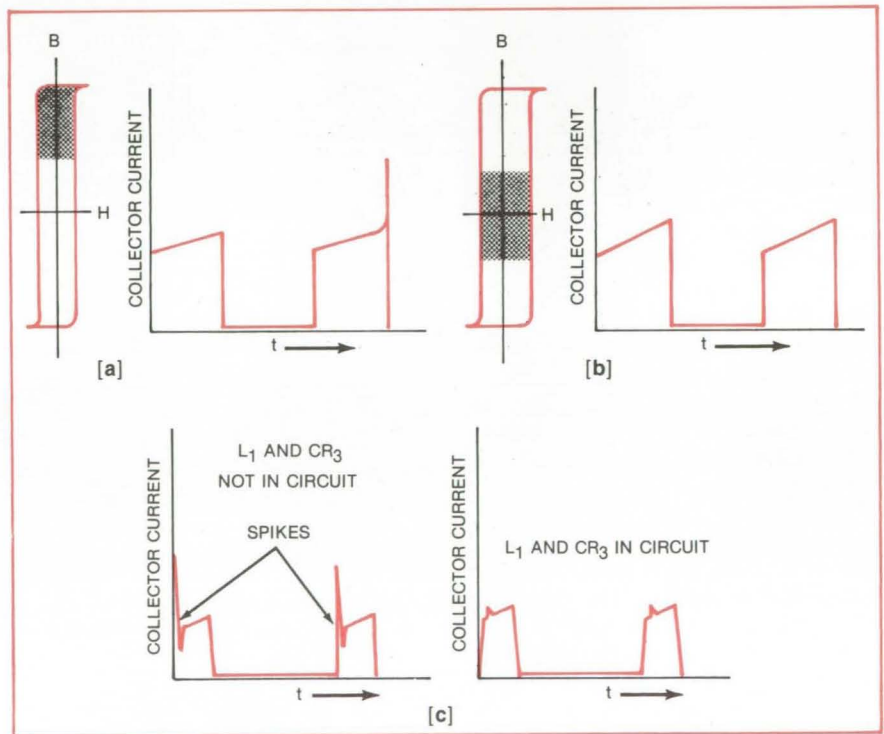 B
H
COLLECTOR CURRENT
t
[a]
B
H
COLLECTOR CURRENT
t
[b]
COLLECTOR CURRENT
L1 AND CR3
NOT IN CIRCUIT
SPIKES
t
COLLECTOR CURRENT
L1 AND CR3 IN CIRCUIT
t
[c]